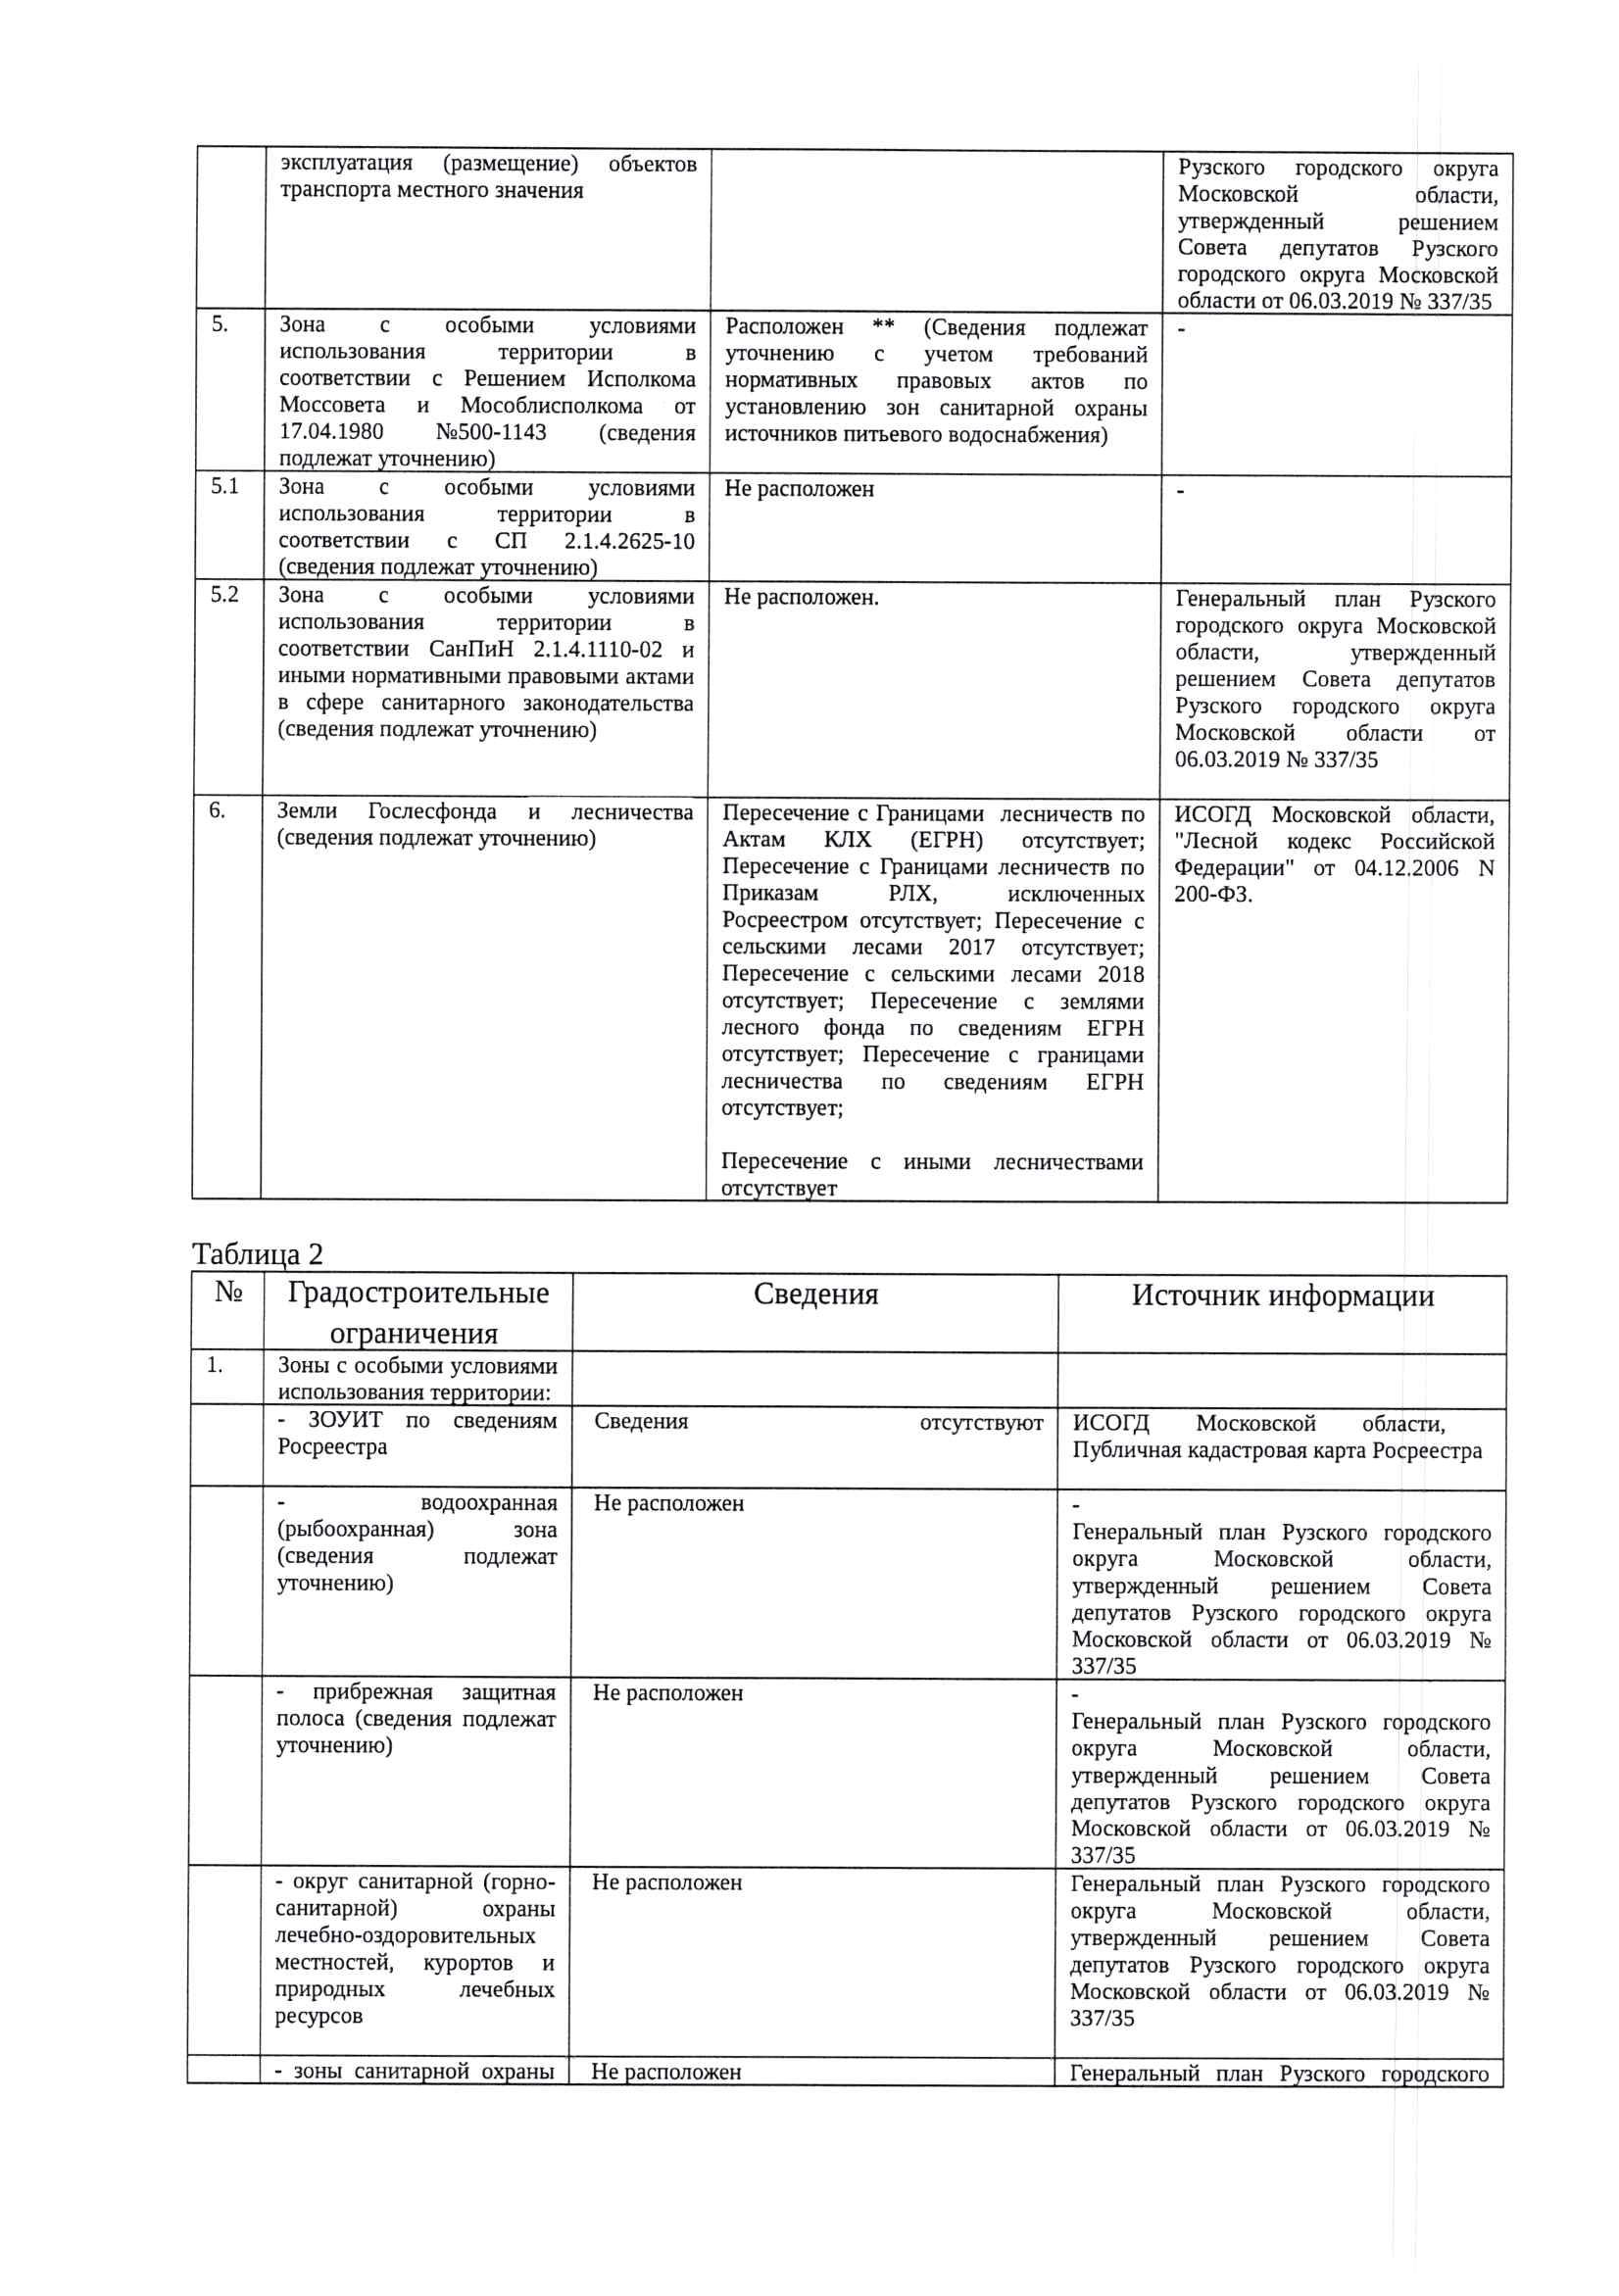 эксплуатация (размещение) объектов
транспорта местного значения
Рузского городского округа
Московской области,
утвержденный решением
Совета депутатов Рузского
городского округа Московской
области от 06.03.2019 № 337/35
5.
Зона с особыми условиями
использования территории в
соответствии с Решением Исполкома
Моссовета и Мособлисполкома от
17.04.1980 №500-1143 (сведения
подлежат уточнению)
Расположен ** (Сведения подлежат
уточнению с учетом требований
нормативных правовых актов по
установлению зон санитарной охраны
источников питьевого водоснабжения)
-
5.1
Зона с особыми условиями
использования территории в
соответствии с СП 2.1.4.2625-10
(сведения подлежат уточнению)
Не расположен
-
5.2
Зона с особыми условиями
использования территории в
соответствии СанПиН 2.1.4.1110-02 и
иными нормативными правовыми актами
в сфере санитарного законодательства
(сведения подлежат уточнению)
Не расположен.
Генеральный план Рузского
городского округа Московской
области, утвержденный
решением Совета депутатов
Рузского городского округа
Московской области от
06.03.2019 № 337/35
6.
Земли Гослесфонда и лесничества
(сведения подлежат уточнению)
Пересечение с Границами лесничеств по
Актам КЛХ (ЕГРН) отсутствует;
Пересечение с Границами лесничеств по
Приказам РЛХ, исключенных
Росреестром отсутствует; Пересечение с
сельскими лесами 2017 отсутствует;
Пересечение с сельскими лесами 2018
отсутствует; Пересечение с землями
лесного фонда по сведениям ЕГРН
отсутствует; Пересечение с границами
лесничества по сведениям ЕГРН
отсутствует;
Пересечение с иными лесничествами
отсутствует
ИСОГД Московской области,
"Лесной кодекс Российской
Федерации" от 04.12.2006 N
200-ФЗ.
Таблица 2
№
Градостроительные
ограничения
Сведения
Источник информации
1.
Зоны с особыми условиями
использования территории:
- ЗОУИТ по сведениям
Росреестра
Сведения отсутствуют
ИСОГД Московской области,
Публичная кадастровая карта Росреестра
- водоохранная
(рыбоохранная) зона
(сведения подлежат
уточнению)
Не расположен
-
Генеральный план Рузского городского
округа Московской области,
утвержденный решением Совета
депутатов Рузского городского округа
Московской области от 06.03.2019 №
337/35
- прибрежная защитная
полоса (сведения подлежат
уточнению)
Не расположен
-
Генеральный план Рузского городского
округа Московской области,
утвержденный решением Совета
депутатов Рузского городского округа
Московской области от 06.03.2019 №
337/35
- округ санитарной (горно-
санитарной) охраны
лечебно-оздоровительных
местностей, курортов и
природных лечебных
ресурсов
Не расположен
Генеральный план Рузского городского
округа Московской области,
утвержденный решением Совета
депутатов Рузского городского округа
Московской области от 06.03.2019 №
337/35
- зоны санитарной охраны
Не расположен
Генеральный план Рузского городского